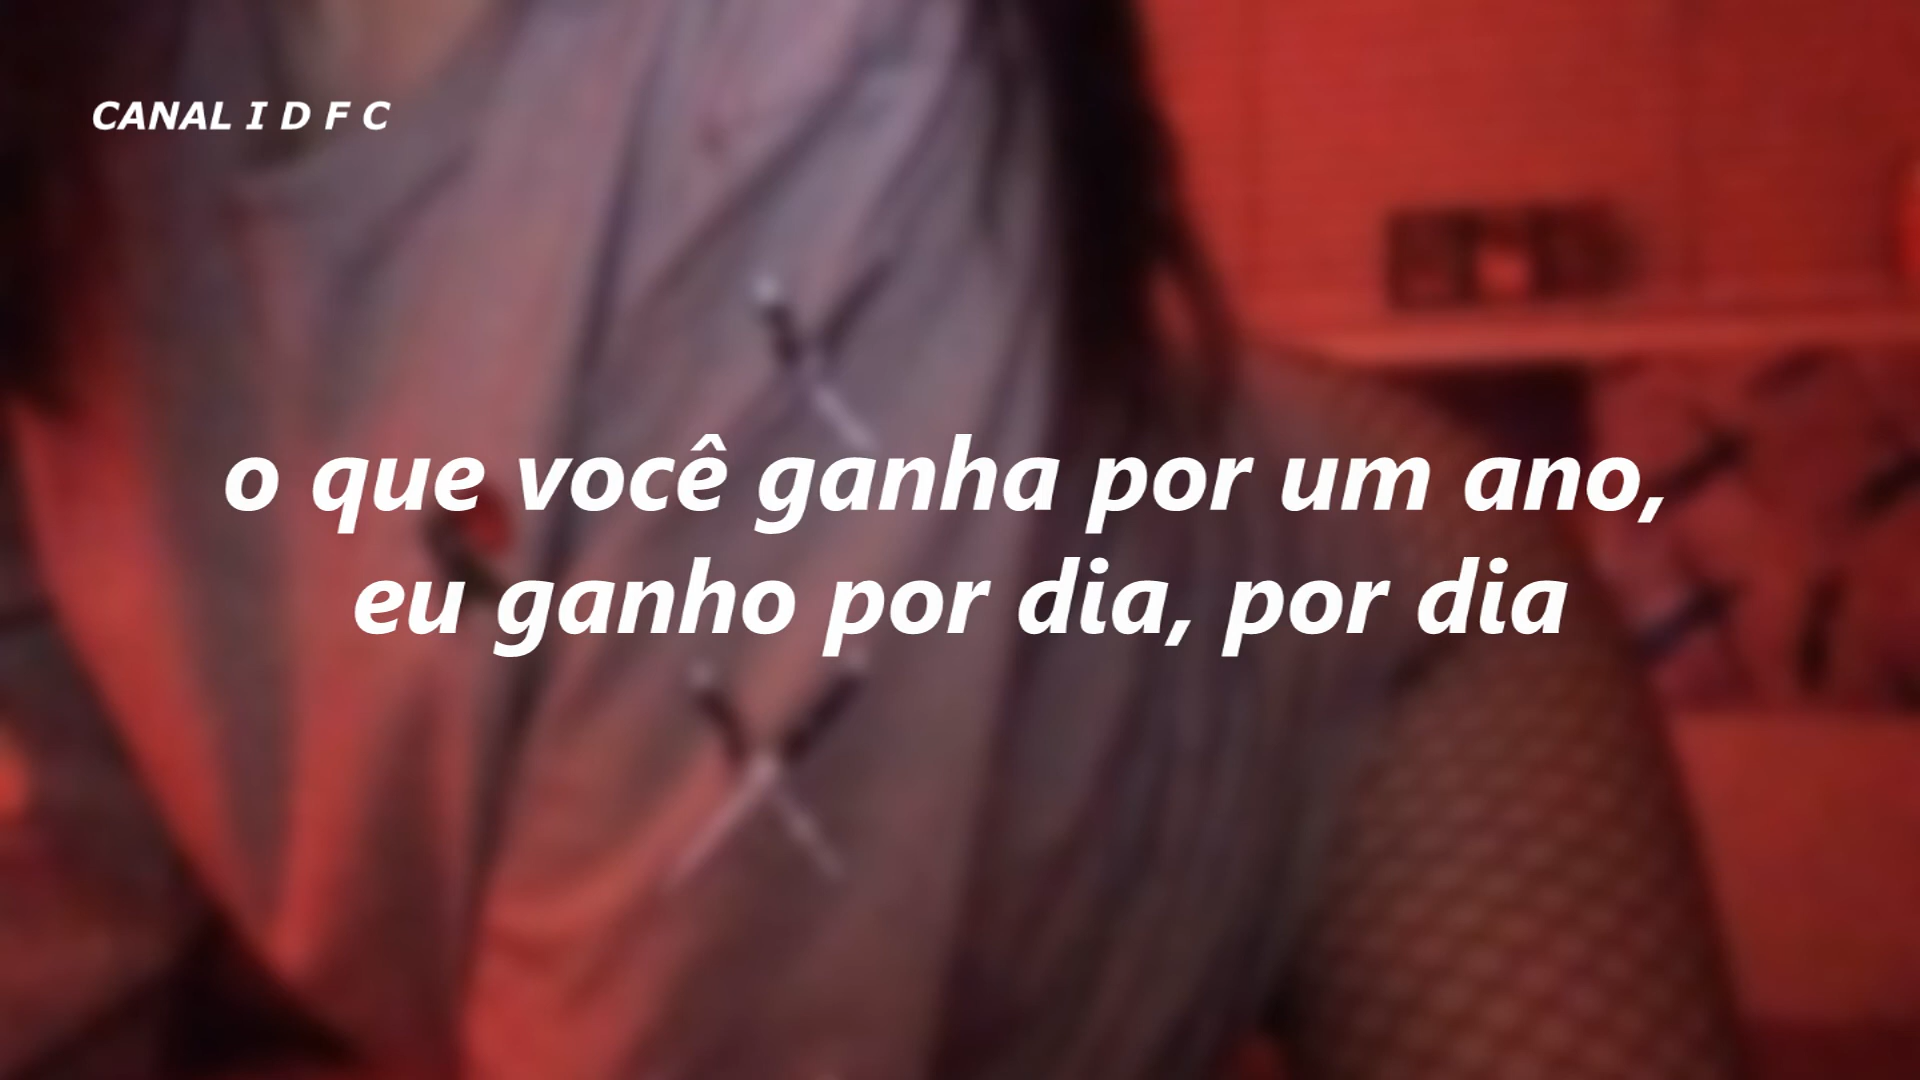 CANAL I D F C
o que você ganha por um ano,
eu ganho por dia, por dia